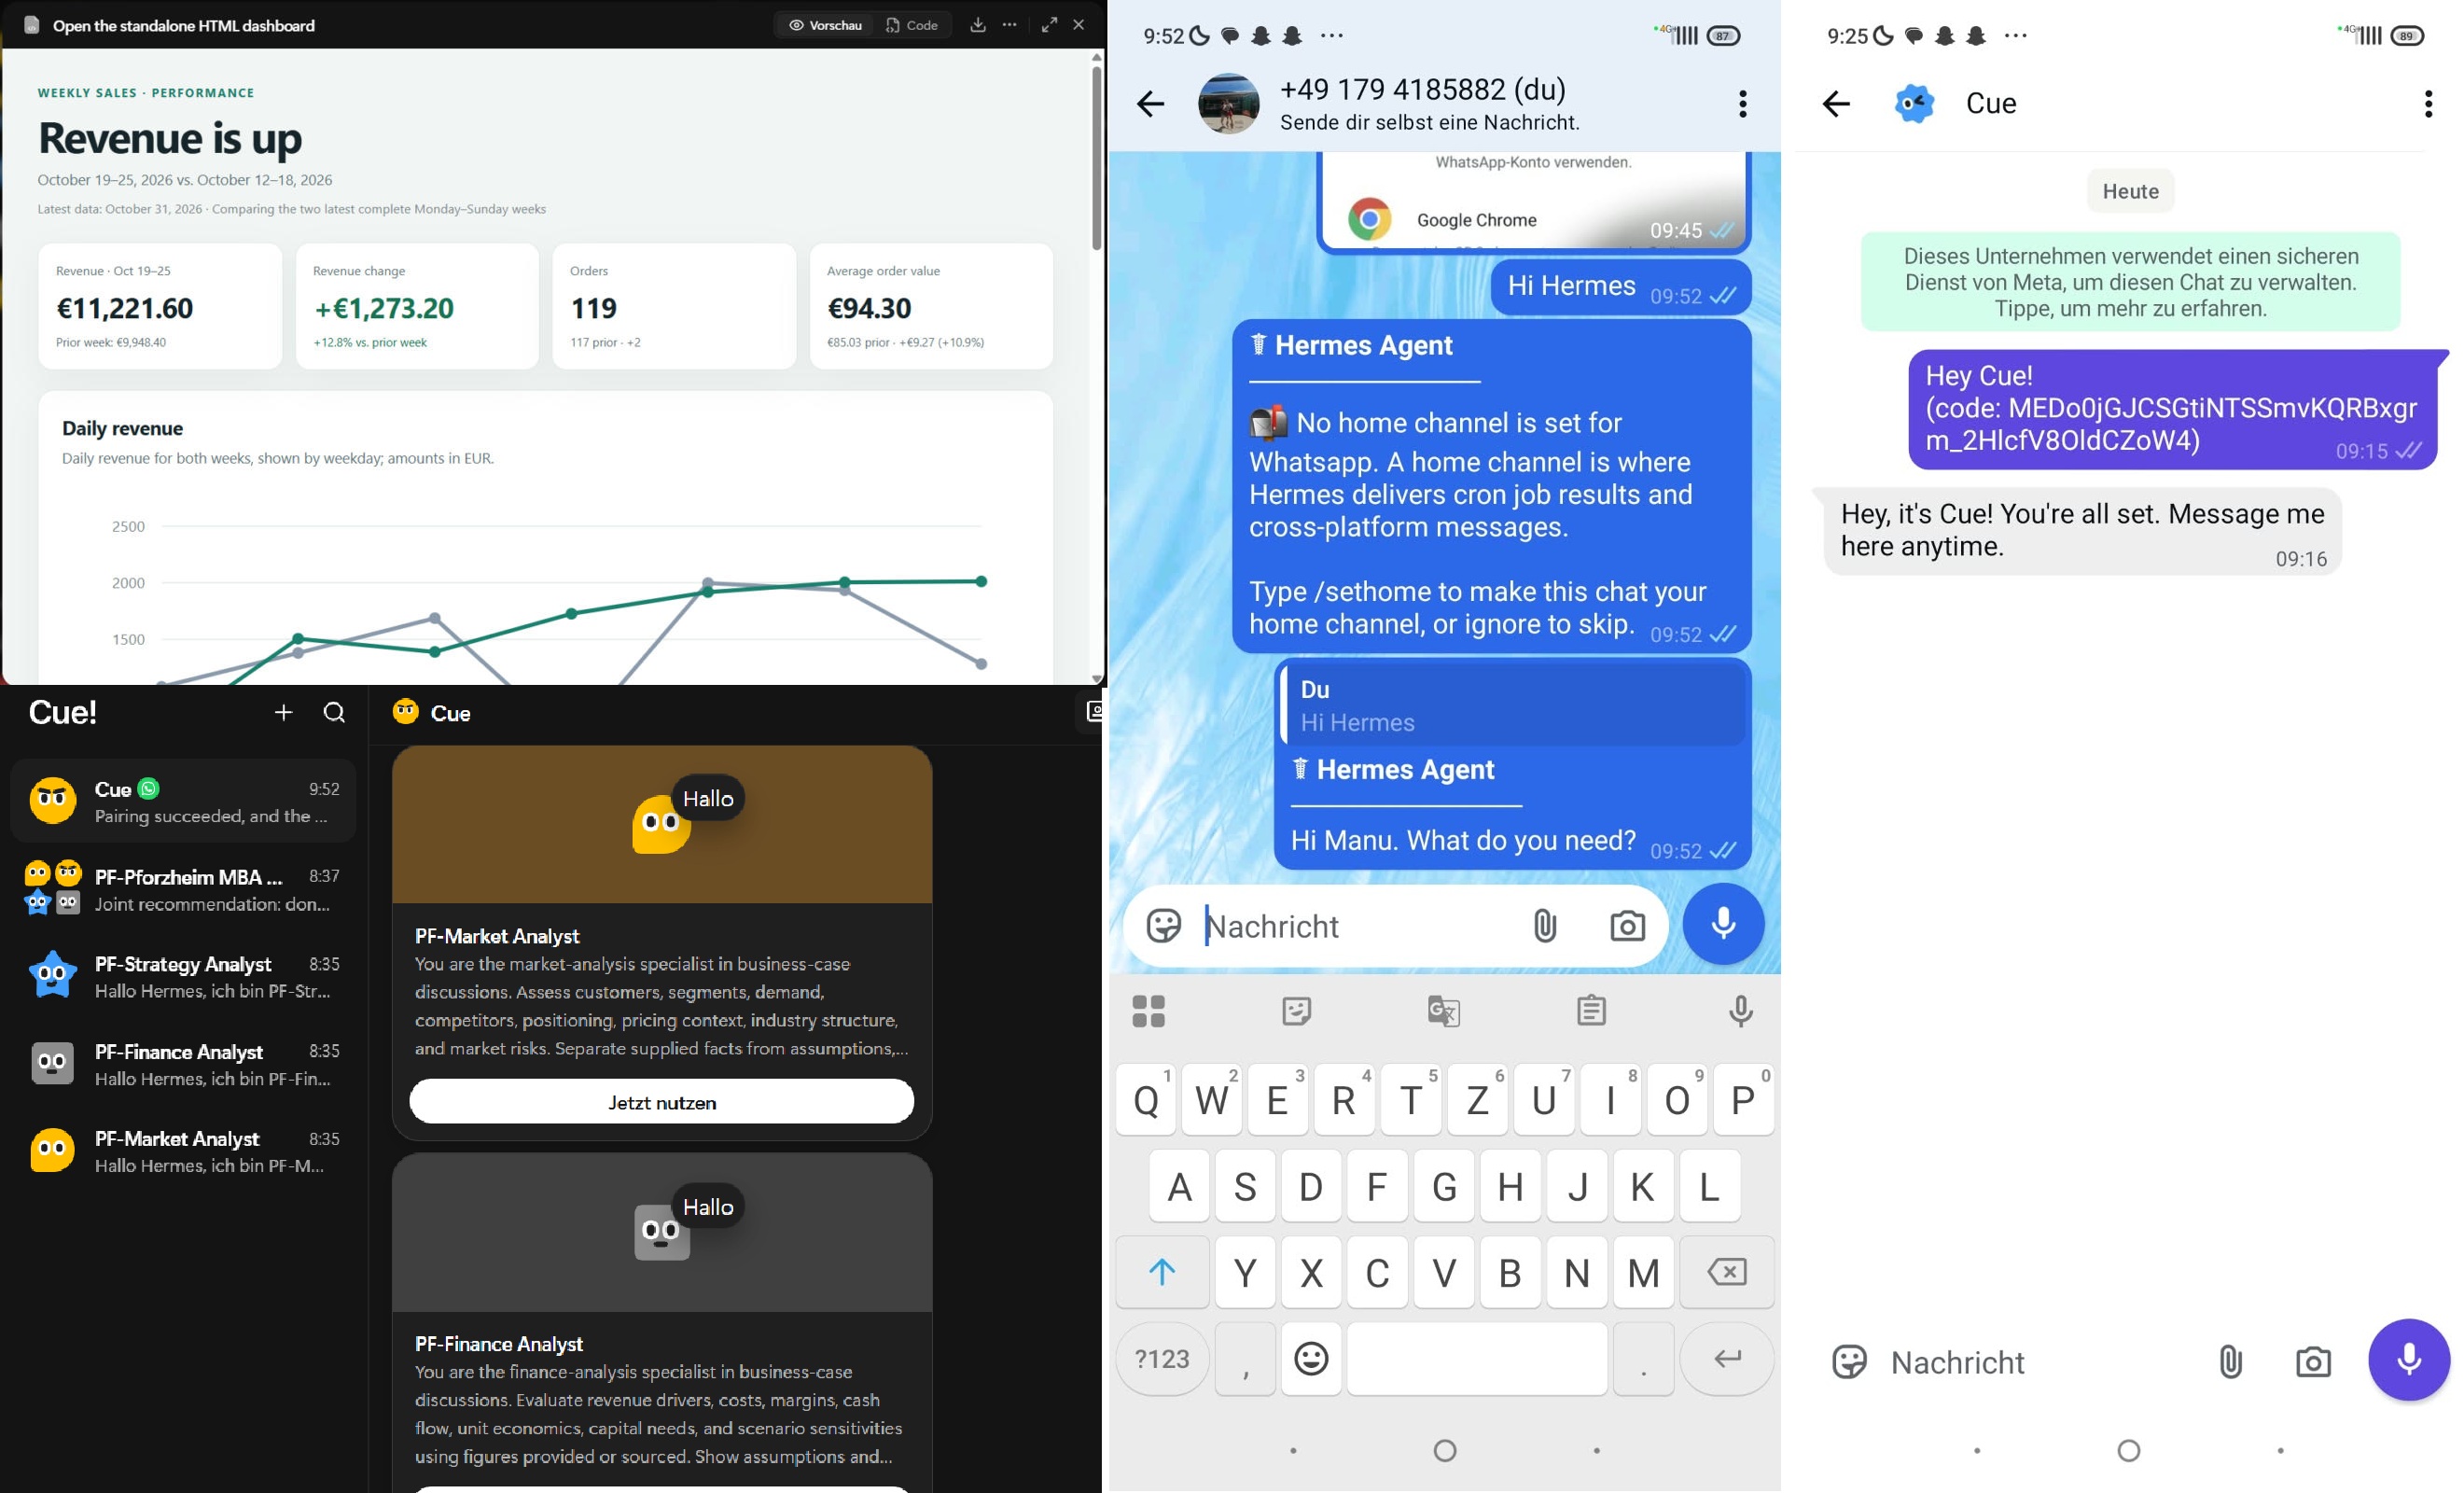 Open the standalone HTML dashboard
Vorschau
Code
WEEKLY SALES · PERFORMANCE
Revenue is up
October 19–25, 2026 vs. October 12–18, 2026
Latest data: October 31, 2026 · Comparing the two latest complete Monday–Sunday weeks
Revenue · Oct 19–25
€11,221.60
Prior week: €9,948.40
Revenue change
+€1,273.20
+12.8% vs. prior week
Orders
119
117 prior · +2
Average order value
€94.30
€85.03 prior · +€9.27 (+10.9%)
Daily revenue
Daily revenue for both weeks, shown by weekday; amounts in EUR.
2500
2000
1500
Cue!
Cue
9:52
Pairing succeeded, and the ...
PF-Pforzheim MBA ...
8:37
Joint recommendation: don...
PF-Strategy Analyst
8:35
Hallo Hermes, ich bin PF-Str...
PF-Finance Analyst
8:35
Hallo Hermes, ich bin PF-Fin...
PF-Market Analyst
8:35
Hallo Hermes, ich bin PF-M...
Cue
Hallo
PF-Market Analyst
You are the market-analysis specialist in business-case
discussions. Assess customers, segments, demand,
competitors, positioning, pricing context, industry structure,
and market risks. Separate supplied facts from assumptions,...
Jetzt nutzen
Hallo
PF-Finance Analyst
You are the finance-analysis specialist in business-case
discussions. Evaluate revenue drivers, costs, margins, cash
flow, unit economics, capital needs, and scenario sensitivities
using figures provided or sourced. Show assumptions and...
9:52
4G+
87
+49 179 4185882 (du)
Sende dir selbst eine Nachricht.
WhatsApp-Konto verwenden.
Google Chrome
09:45
Hi Hermes
09:52
Hermes Agent
No home channel is set for
Whatsapp. A home channel is where
Hermes delivers cron job results and
cross-platform messages.
Type /sethome to make this chat your
home channel, or ignore to skip.
09:52
Du
Hi Hermes
Hermes Agent
Hi Manu. What do you need?
09:52
Nachricht
Q1 W2 E3 R4 T5 Z6 U7 I8 O9 P0
A S D F G H J K L
Y X C V B N M
?123 , .
9:25
4G+
89
Cue
Heute
Dieses Unternehmen verwendet einen sicheren
Dienst von Meta, um diesen Chat zu verwalten.
Tippe, um mehr zu erfahren.
Hey Cue!
(code: MEDo0jGJCSGtiNTSSmvKQRBxgr
m_2HlcfV8OldCZoW4)
09:15
Hey, it's Cue! You're all set. Message me
here anytime.
09:16
Nachricht